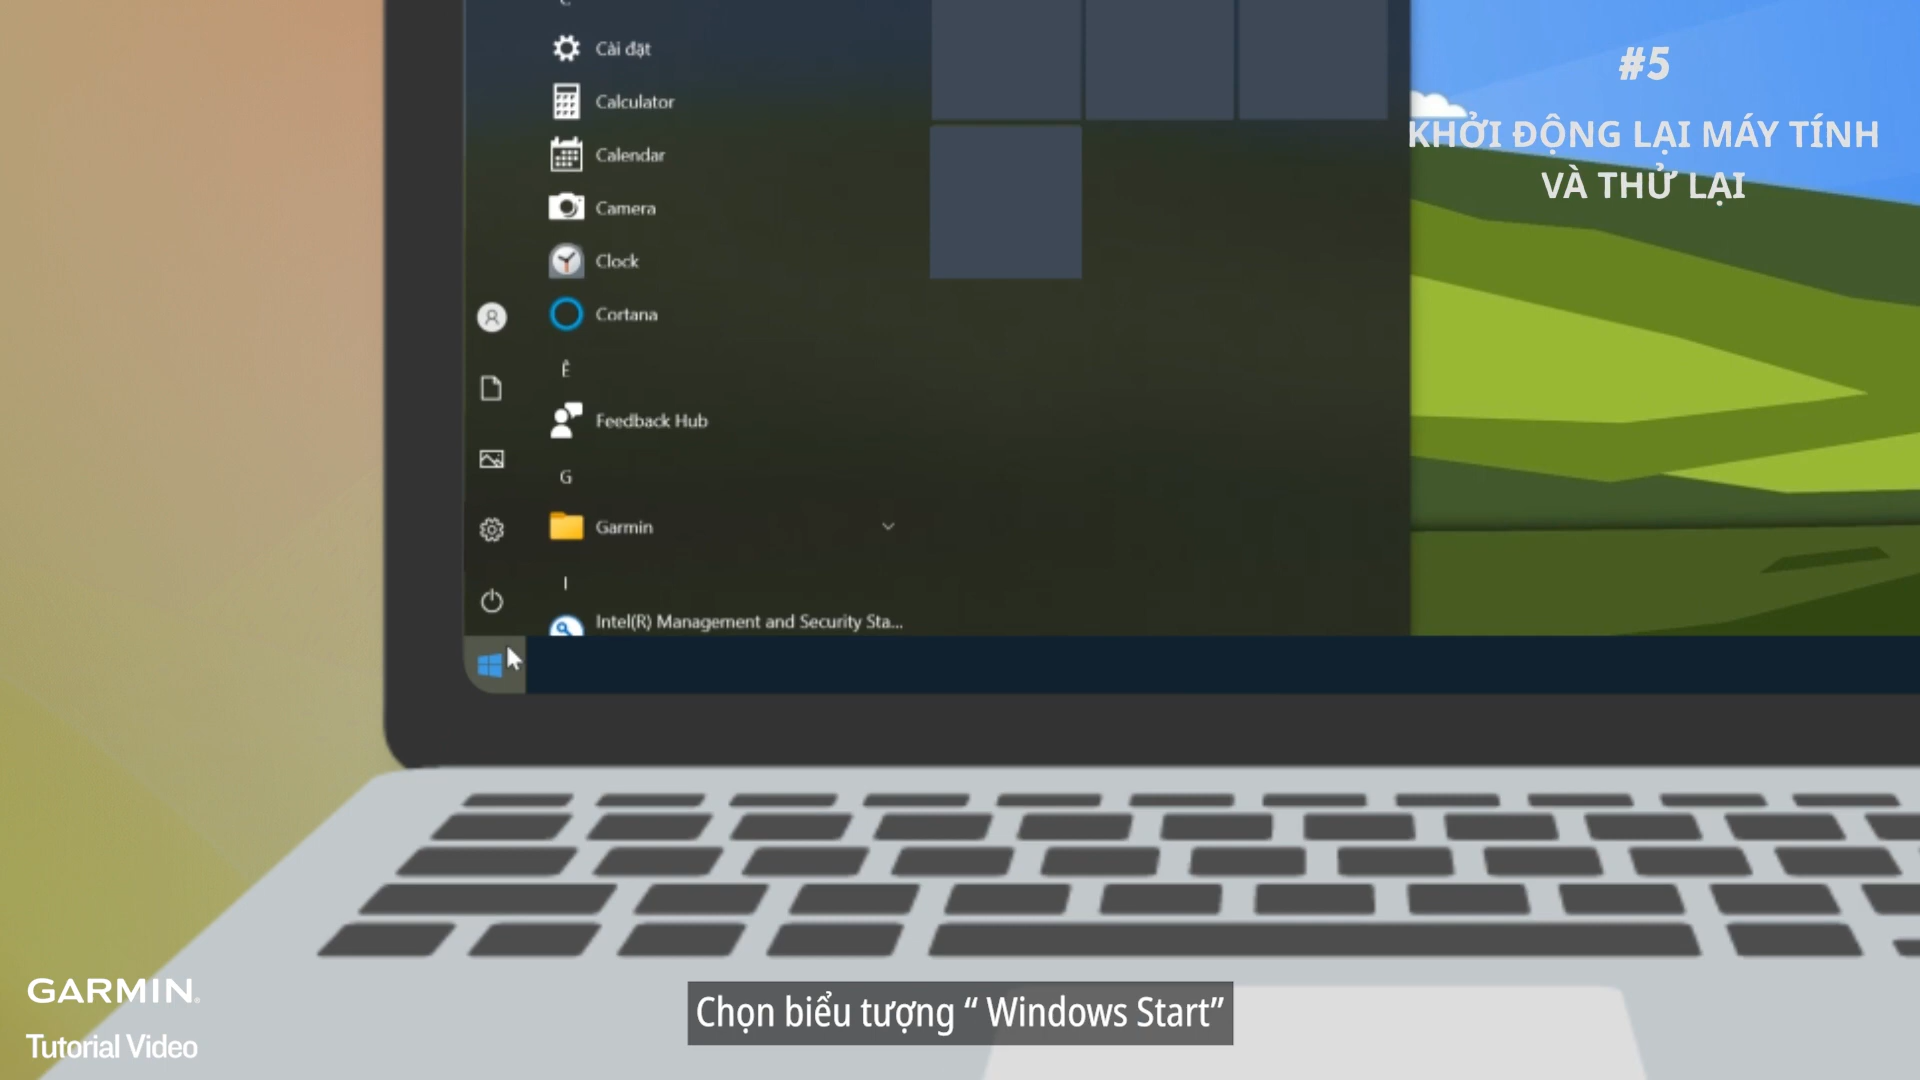 #5
KHỞI ĐỘNG LẠI MÁY TÍNH
VÀ THỬ LẠI
Cài đặt
Calculator
Calendar
Camera
Clock
Cortana
Ê
Feedback Hub
G
Garmin
I
Intel(R) Management and Security Sta...
GARMIN.
Tutorial Video
Chọn biểu tượng “ Windows Start”